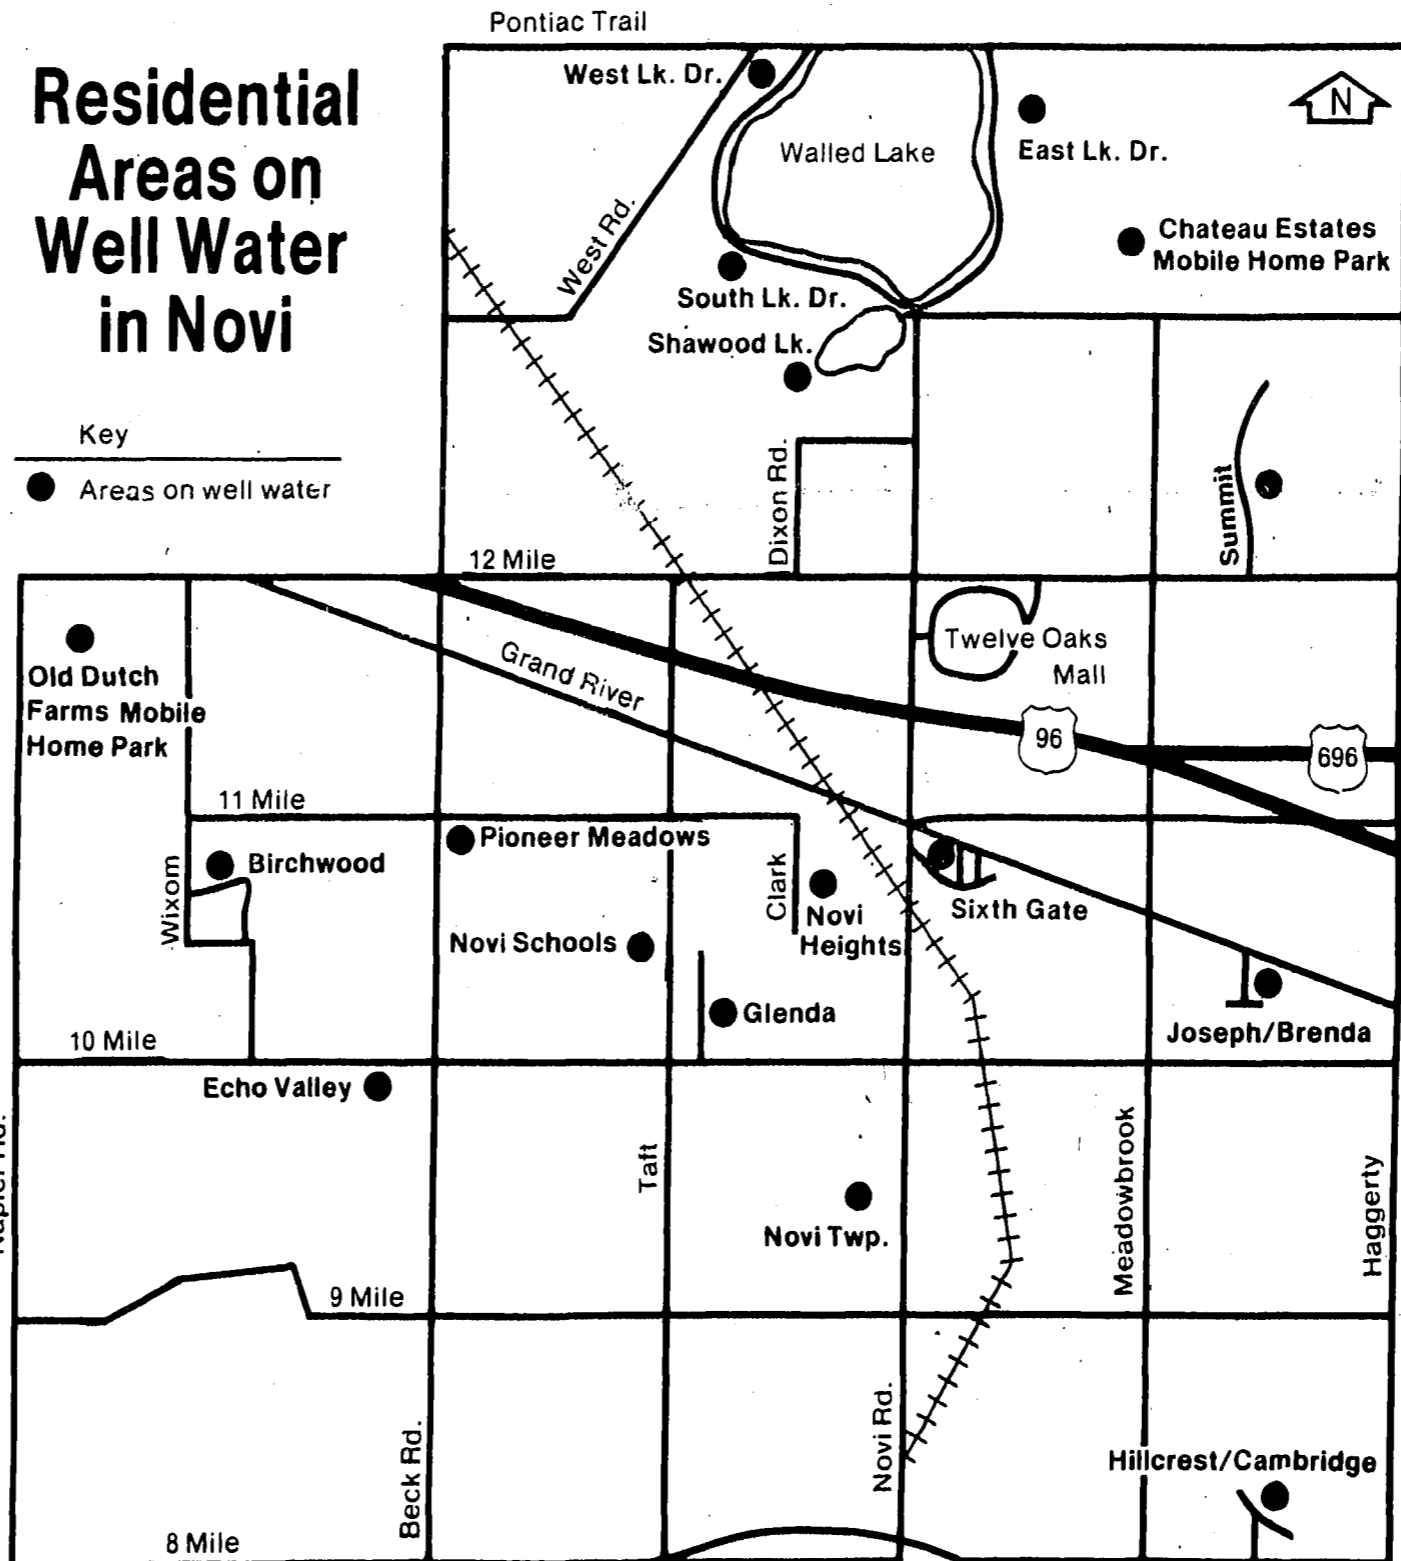 Pontiac Trail
Residential
Areas on
Well Water
in Novi
Key
Areas on well water
West Lk. Dr.
Walled Lake
East Lk. Dr.
N
West Rd.
Chateau Estates
Mobile Home Park
South Lk. Dr.
Shawood Lk.
Dixon Rd.
Summit
12 Mile
Old Dutch
Farms Mobile
Home Park
Grand River
Twelve Oaks
Mall
96
696
11 Mile
Pioneer Meadows
Birchwood
Wixom
Clark
Novi
Heights
Sixth Gate
Novi Schools
Glenda
Joseph/Brenda
10 Mile
Echo Valley
Taft
Meadowbrook
Haggerty
Novi Twp.
9 Mile
Beck Rd.
Novi Rd.
Hillcrest/Cambridge
8 Mile